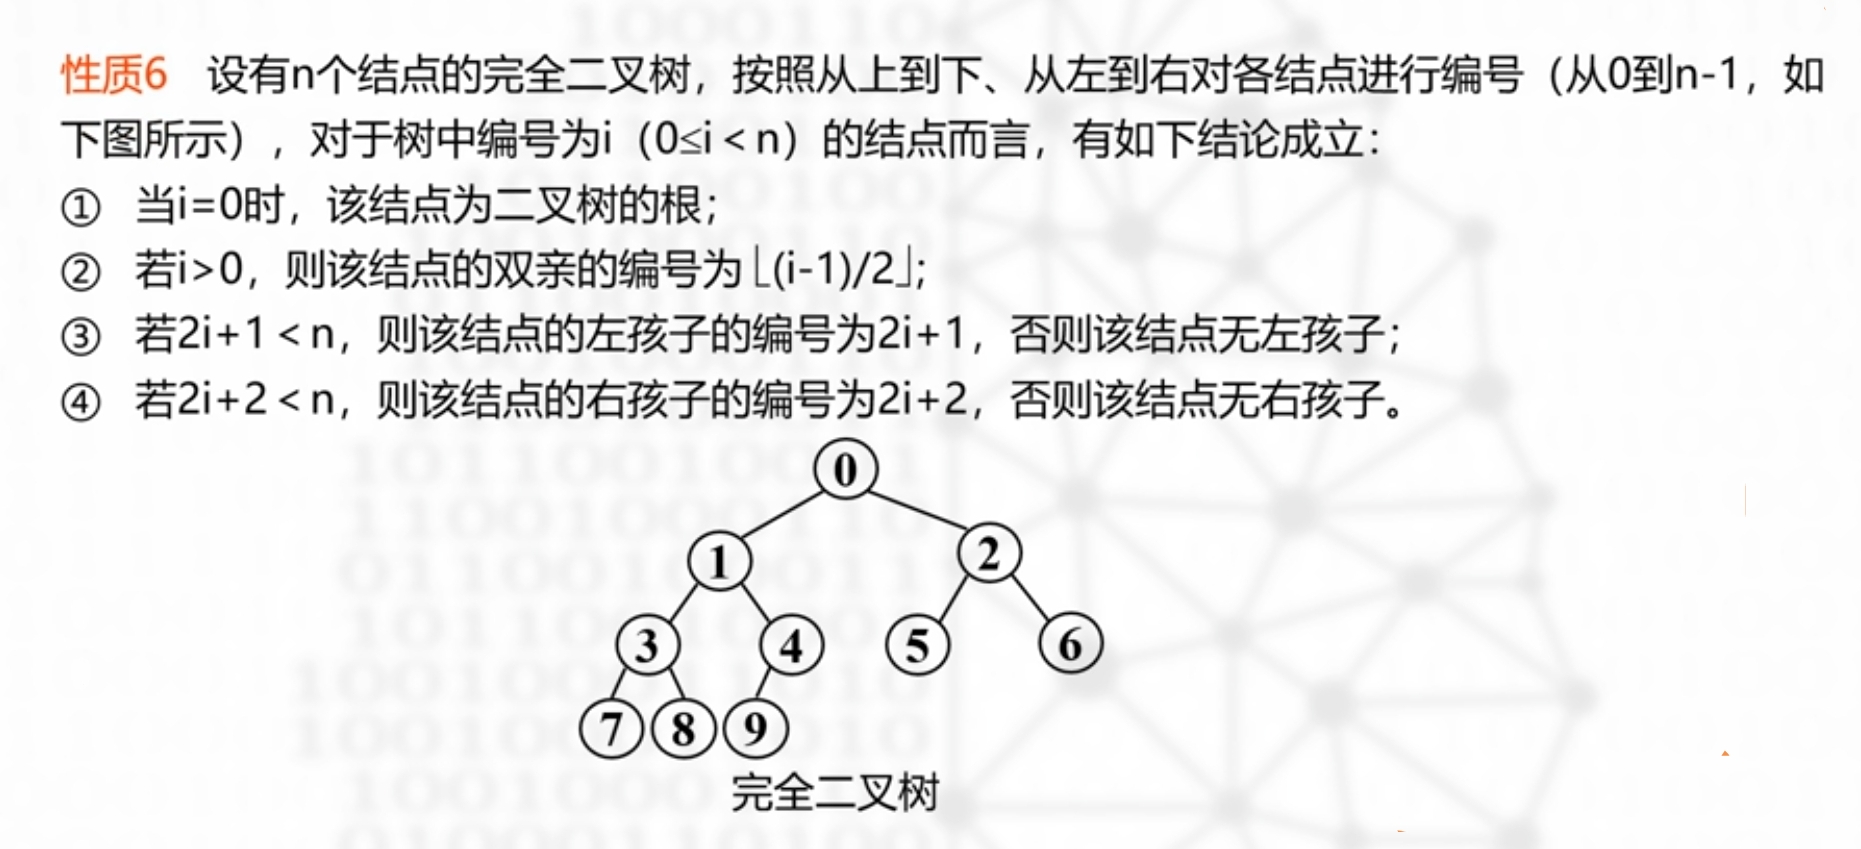 性质6 设有n个结点的完全二叉树，按照从上到下、从左到右对各结点进行编号（从0到n-1，如
下图所示），对于树中编号为i（0≤i<n）的结点而言，有如下结论成立：
① 当i=0时，该结点为二叉树的根；
② 若i>0，则该结点的双亲的编号为⌊(i-1)/2⌋；
③ 若2i+1<n，则该结点的左孩子的编号为2i+1，否则该结点无左孩子；
④ 若2i+2<n，则该结点的右孩子的编号为2i+2，否则该结点无右孩子。
0
1 2
3 4 5 6
7 8 9
完全二叉树